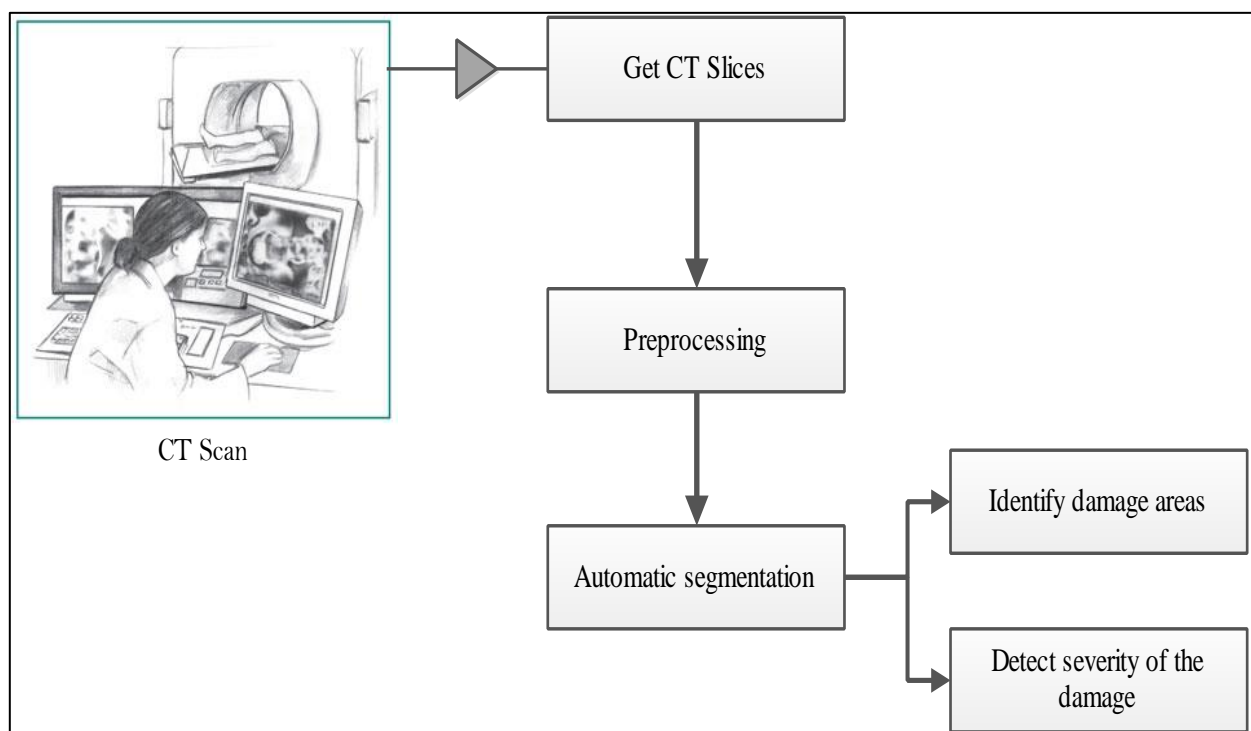 Get CT Slices
Preprocessing
CT Scan
Identify damage areas
Automatic segmentation
Detect severity of the
damage